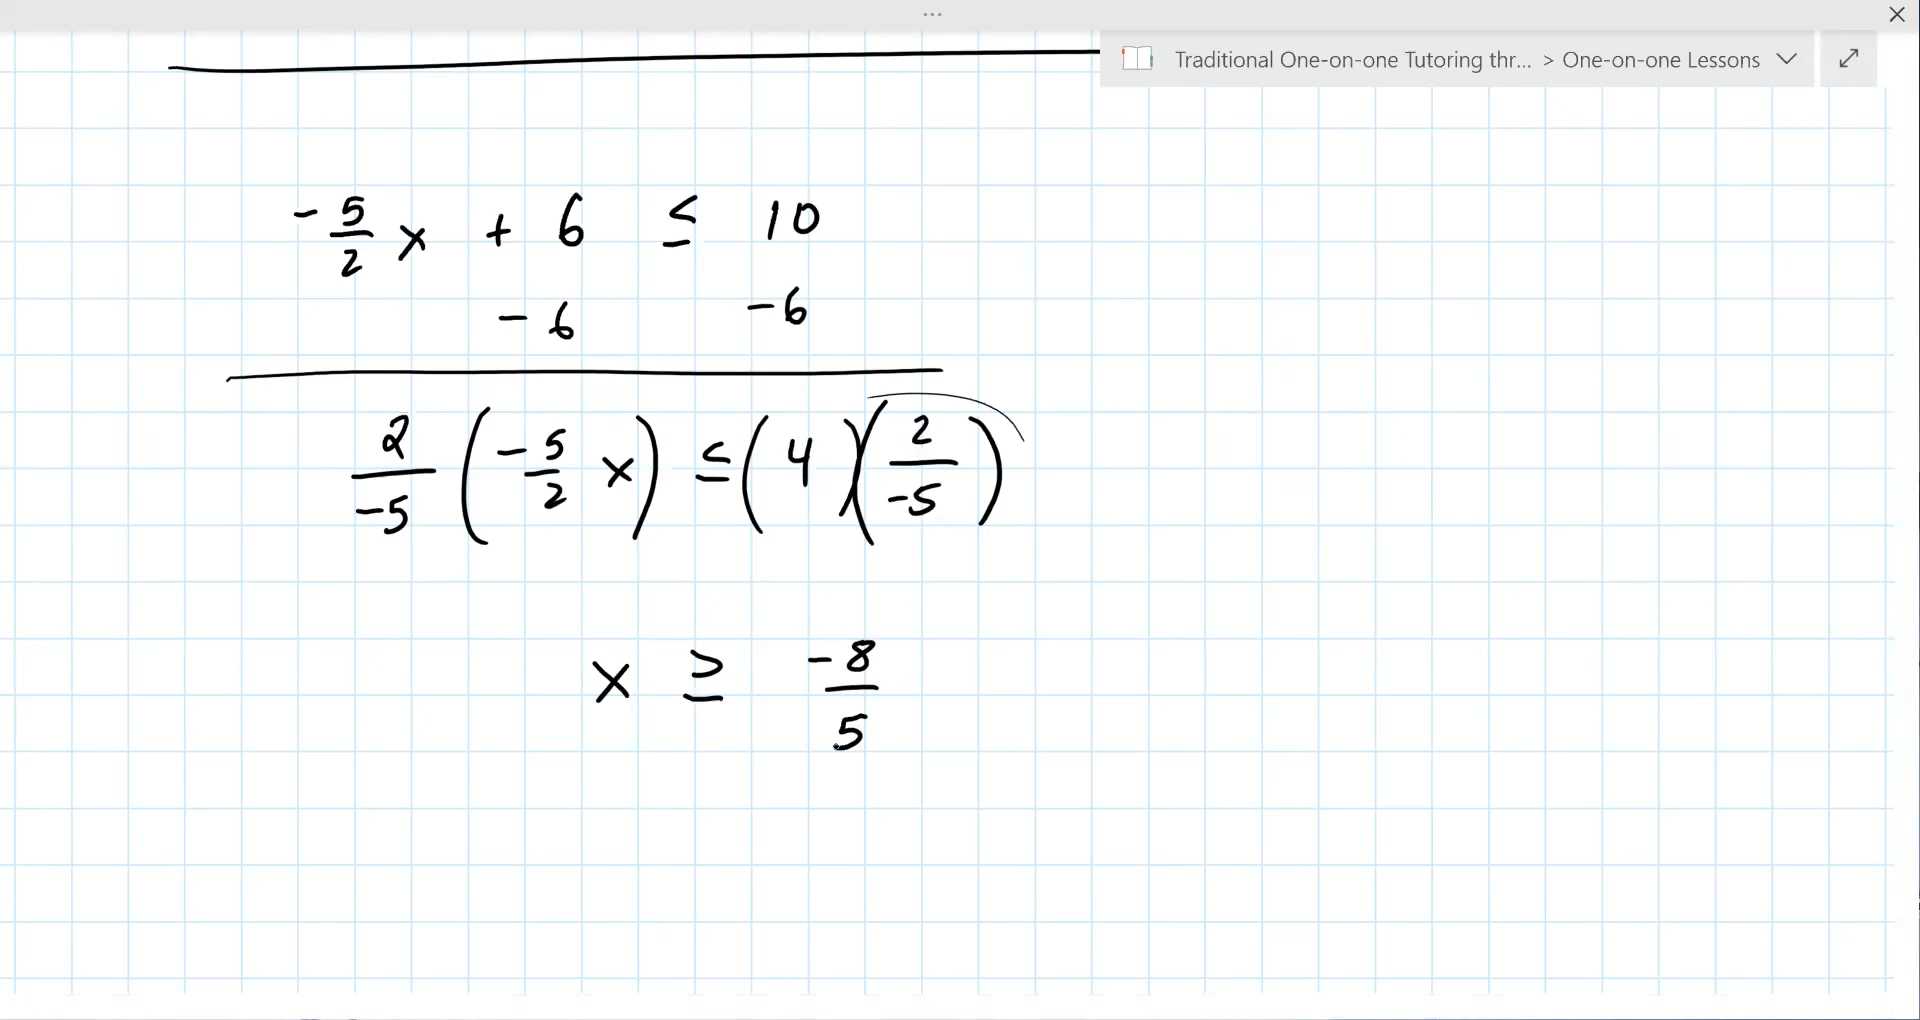 ...
Traditional One-on-one Tutoring thr... > One-on-one Lessons
-5/2 x + 6 ≤ 10
-6 -6
2/-5 (-5/2 x) ≤ (4)(2/-5)
x ≥ -8/5